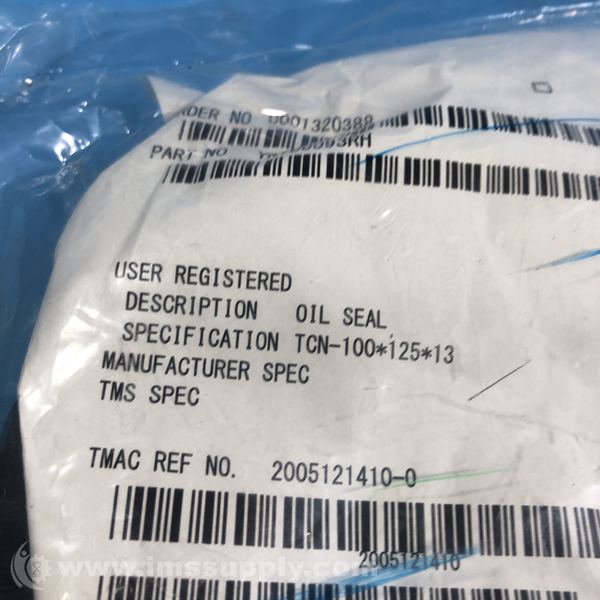 RDER NO 0001320388
PART NO
USER REGISTERED
DESCRIPTION OIL SEAL
SPECIFICATION TCN-100*125*13
MANUFACTURER SPEC
TMS SPEC
TMAC REF NO. 2005121410-0
2005121410
www.imssupply.com